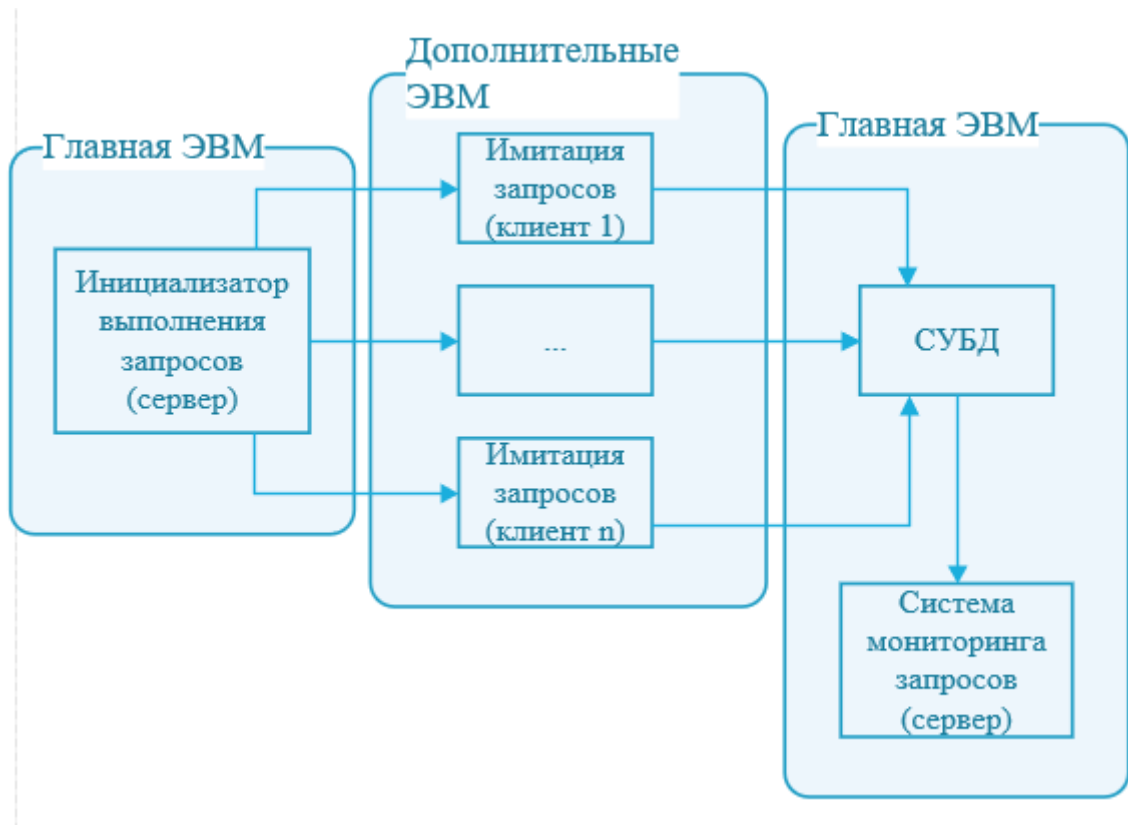 Главная ЭВМ
Инициализатор
выполнения
запросов
(сервер)
Дополнительные
ЭВМ
Имитация
запросов
(клиент 1)
...
Имитация
запросов
(клиент n)
Главная ЭВМ
СУБД
Система
мониторинга
запросов
(сервер)